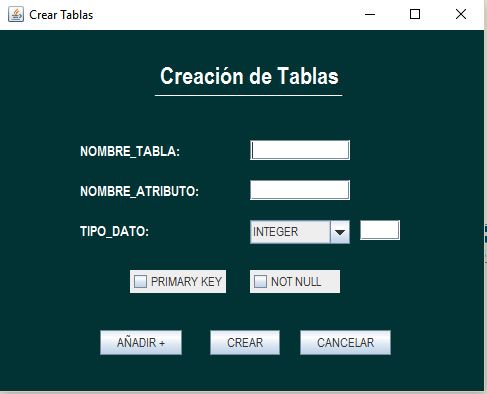 Crear Tablas
Creación de Tablas
NOMBRE_TABLA:
NOMBRE_ATRIBUTO:
TIPO_DATO: INTEGER
PRIMARY KEY NOT NULL
AÑADIR + CREAR CANCELAR